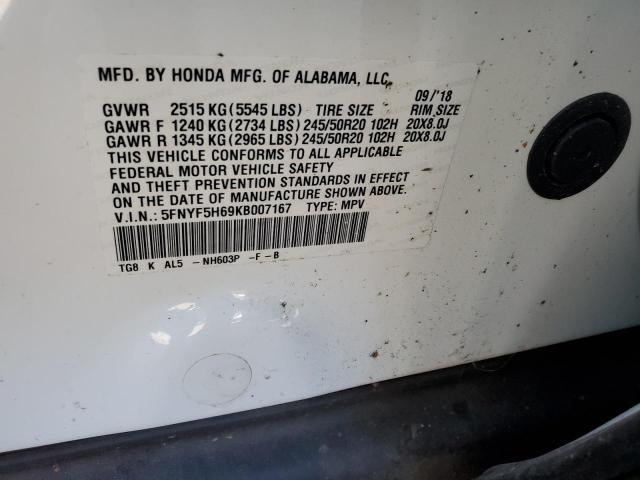 MFD. BY HONDA MFG. OF ALABAMA, LLC.
09/'18
GVWR 2515 KG(5545 LBS) TIRE SIZE RIM SIZE
GAWR F 1240 KG(2734 LBS) 245/50R20 102H 20X8.0J
GAWR R 1345 KG(2965 LBS) 245/50R20 102H 20X8.0J
THIS VEHICLE CONFORMS TO ALL APPLICABLE
FEDERAL MOTOR VEHICLE SAFETY
AND THEFT PREVENTION STANDARDS IN EFFECT
ON THE DATE OF MANUFACTURE SHOWN ABOVE.
V.I.N.: 5FNYF5H69KB007167 TYPE: MPV
TG8 K AL5 -NH603P -F-B